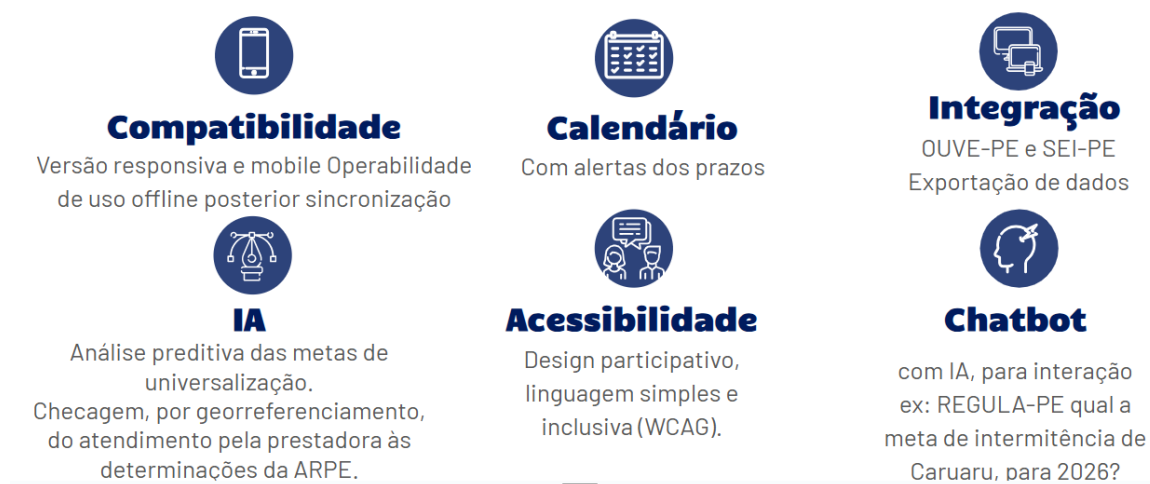 Compatibilidade
Versão responsiva e mobile Operabilidade
de uso offline posterior sincronização
Calendário
Com alertas dos prazos
Integração
OUVE-PE e SEI-PE
Exportação de dados
IA
Análise preditiva das metas de
universalização.
Checagem, por georreferenciamento,
do atendimento pela prestadora às
determinações da ARPE.
Acessibilidade
Design participativo,
linguagem simples e
inclusiva (WCAG).
Chatbot
com IA, para interação
ex: REGULA-PE qual a
meta de intermitência de
Caruaru, para 2026?